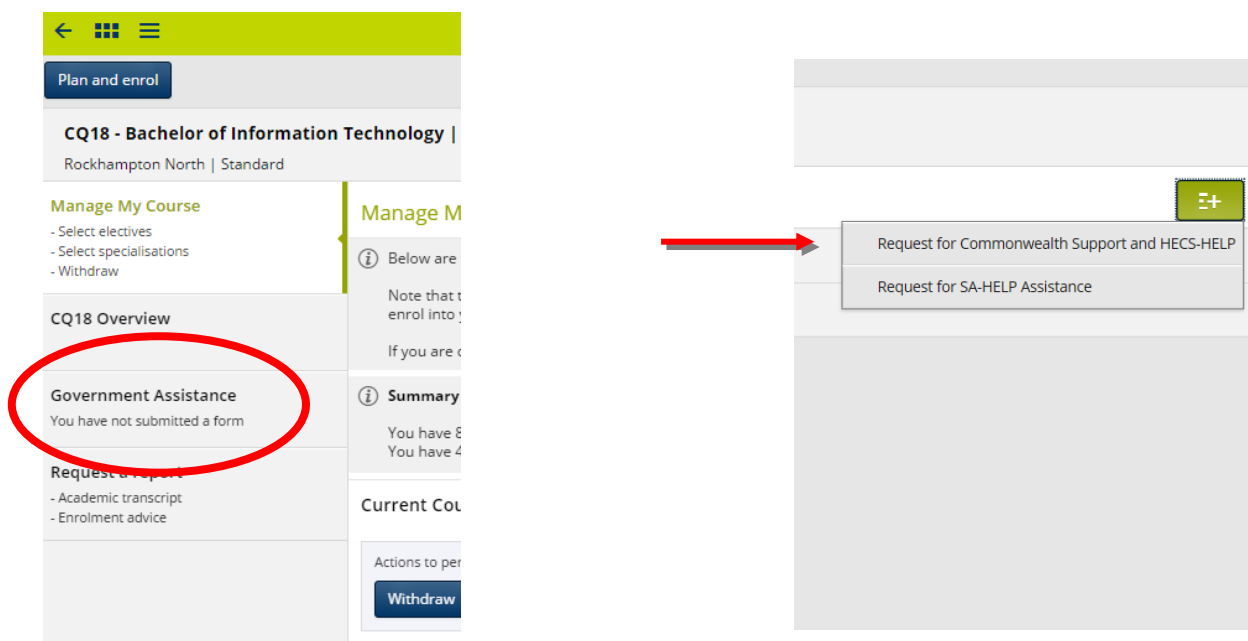 Plan and enrol
CQ18 - Bachelor of Information Technology |
Rockhampton North | Standard
Manage My Course
- Select electives
- Select specialisations
- Withdraw
CQ18 Overview
Government Assistance
You have not submitted a form
Request a report
- Academic transcript
- Enrolment advice
Manage M
Below are
Note that t
enrol into
If you are
Summary
You have 8
You have 4
Current Cou
Actions to per
Withdraw
Request for Commonwealth Support and HECS-HELP
Request for SA-HELP Assistance